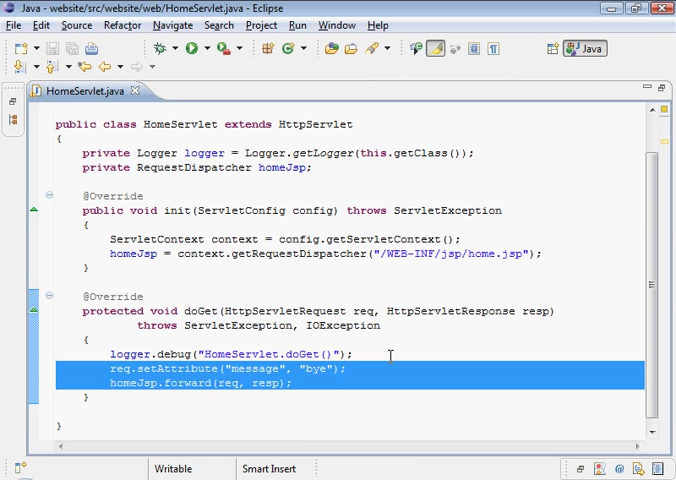 Java - website/src/website/web/HomeServlet.java - Eclipse
File Edit Source Refactor Navigate Search Project Run Window Help
Java
HomeServlet.java
public class HomeServlet extends HttpServlet
{
private Logger logger = Logger.getLogger(this.getClass());
private RequestDispatcher homeJsp;
@Override
public void init(ServletConfig config) throws ServletException
{
ServletContext context = config.getServletContext();
homeJsp = context.getRequestDispatcher("/WEB-INF/jsp/home.jsp");
}
@Override
protected void doGet(HttpServletRequest req, HttpServletResponse resp)
throws ServletException, IOException
{
logger.debug("HomeServlet.doGet()");
req.setAttribute("message", "bye");
homeJsp.forward(req, resp);
}
}
Writable Smart Insert